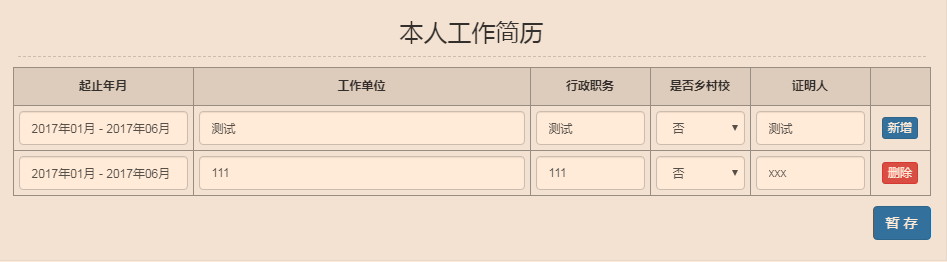 本人工作简历
起止年月 工作单位 行政职务 是否乡村校 证明人
2017年01月 - 2017年06月 测试 测试 否 测试 新增
2017年01月 - 2017年06月 111 111 否 xxx 删除
暂 存